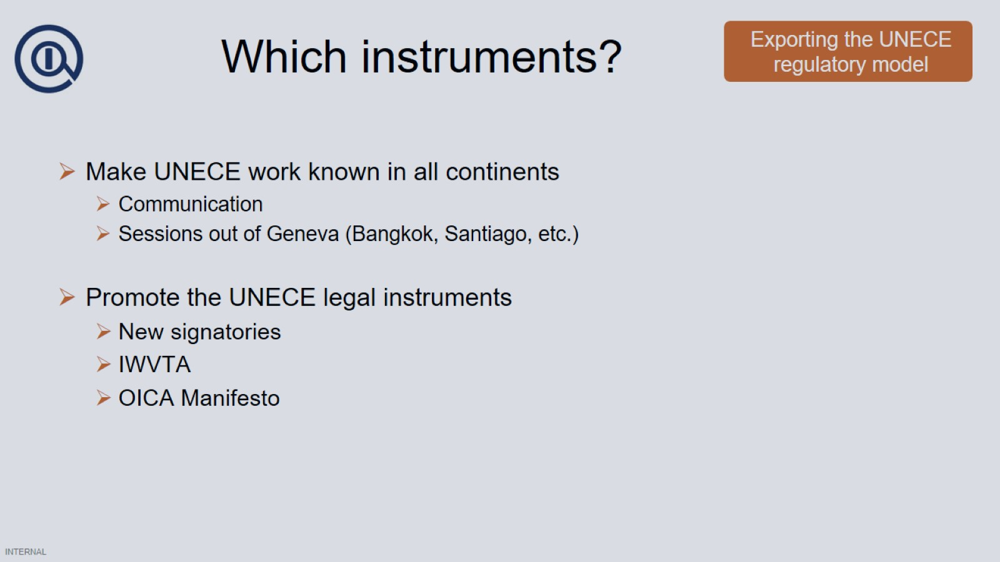 Which instruments?
Exporting the UNECE
regulatory model
Make UNECE work known in all continents
Communication
Sessions out of Geneva (Bangkok, Santiago, etc.)
Promote the UNECE legal instruments
New signatories
IWVTA
OICA Manifesto
INTERNAL